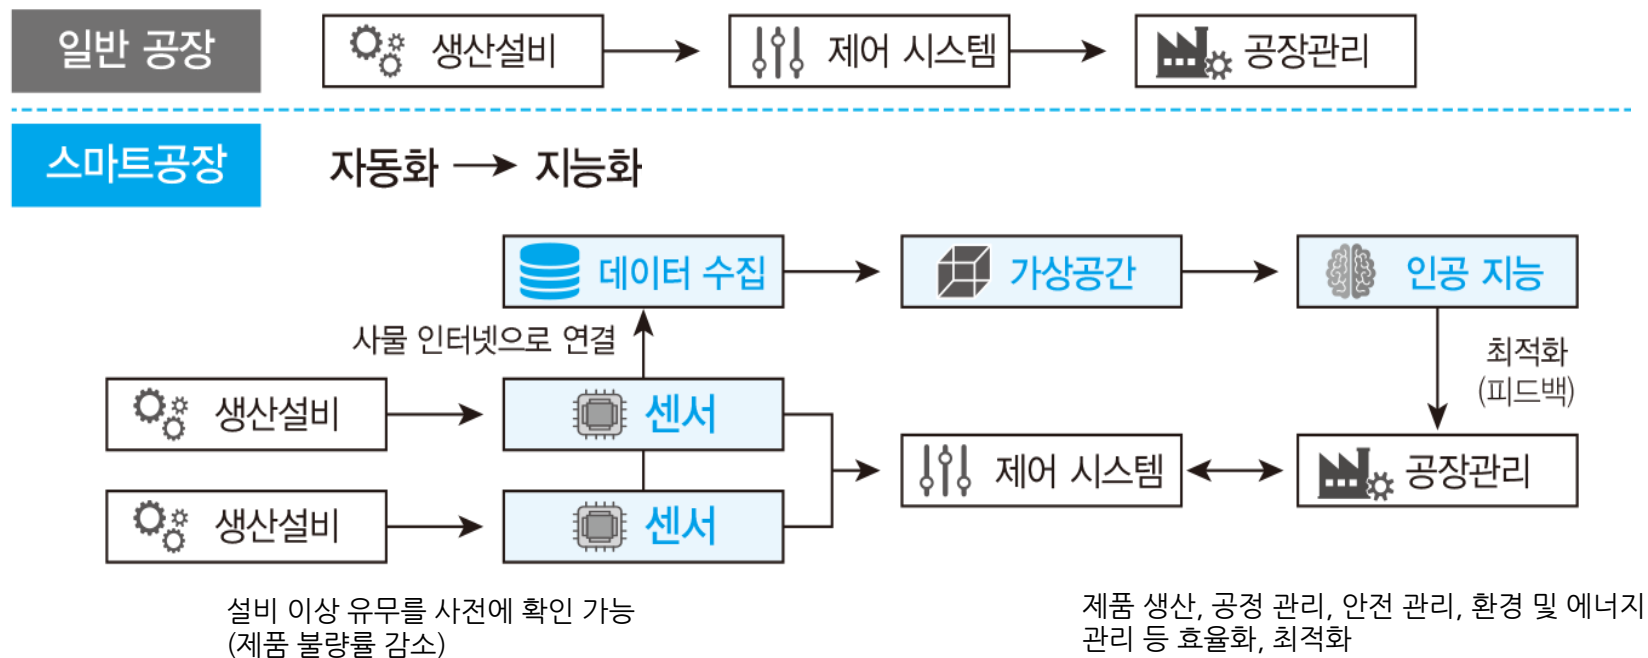 일반 공장
생산설비
제어 시스템
공장관리
스마트공장
자동화
지능화
데이터 수집
가상공간
인공 지능
사물 인터넷으로 연결
최적화
(피드백)
생산설비
센서
제어 시스템
공장관리
생산설비
센서
설비 이상 유무를 사전에 확인 가능
(제품 불량률 감소)
제품 생산, 공정 관리, 안전 관리, 환경 및 에너지
관리 등 효율화, 최적화